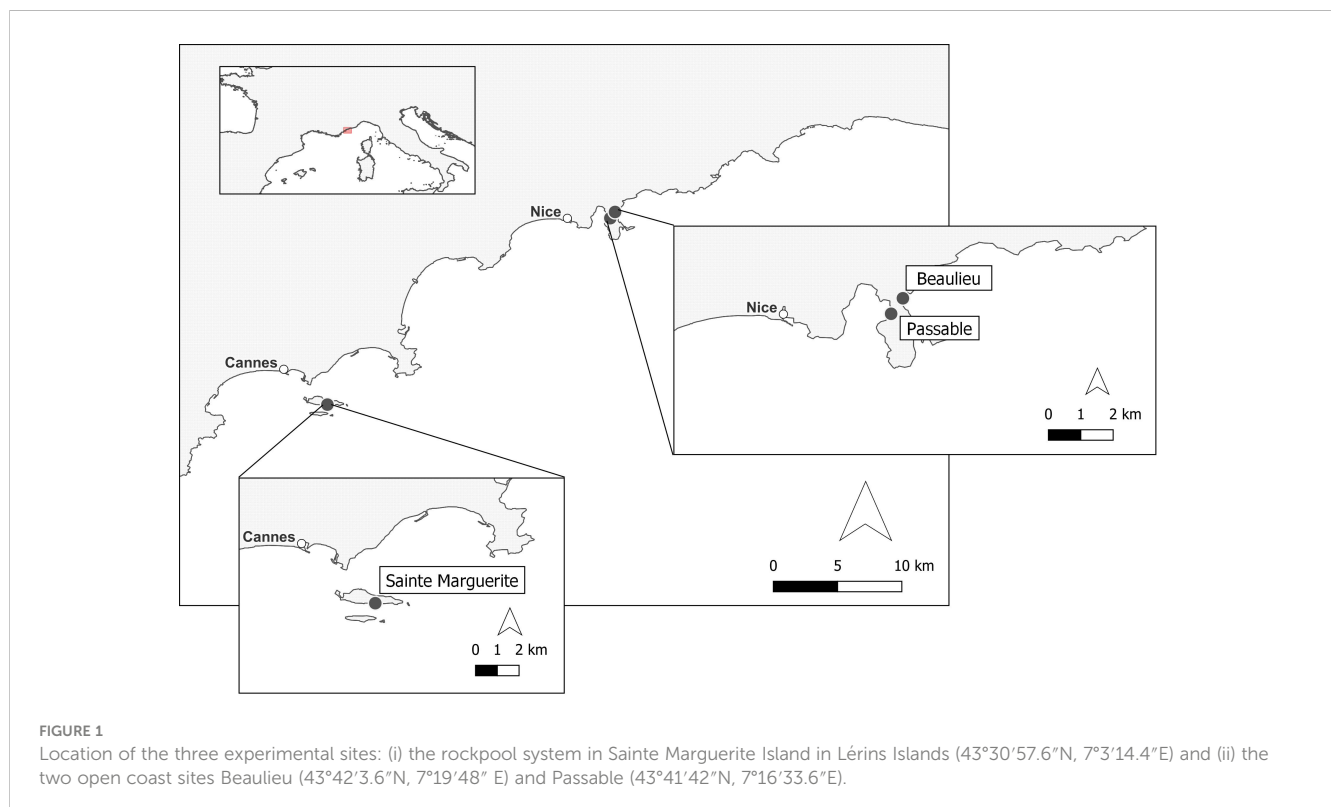 Nice
Beaulieu
Nice
Passable
Cannes
0 1 2 km
Cannes
Sainte Marguerite
0 5 10 km
0 1 2 km
FIGURE 1
Location of the three experimental sites: (i) the rockpool system in Sainte Marguerite Island in Lérins Islands (43°30′57.6″N, 7°3′14.4″E) and (ii) the
two open coast sites Beaulieu (43°42′3.6″N, 7°19′48″ E) and Passable (43°41′42″N, 7°16′33.6″E).